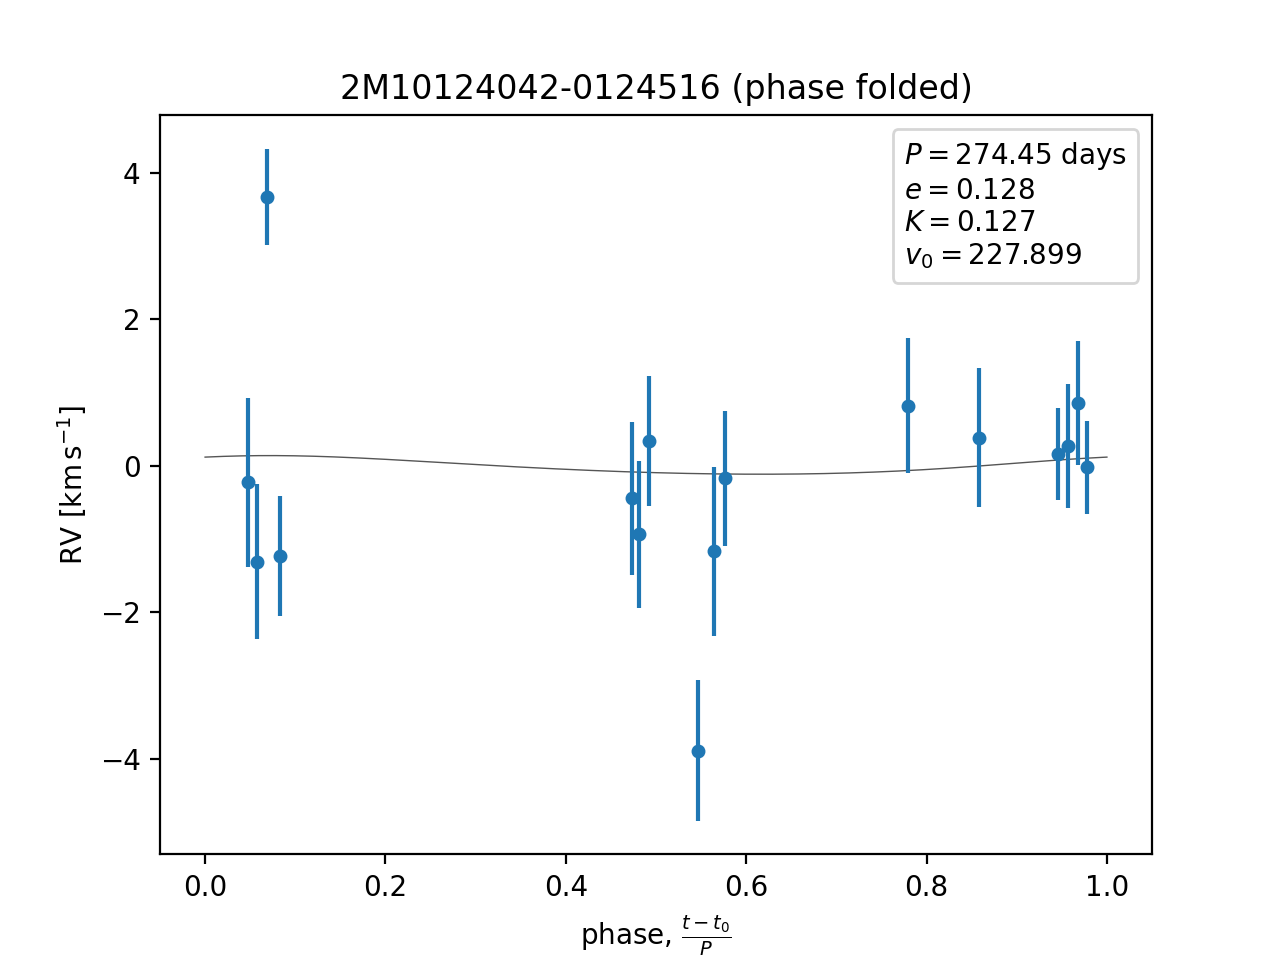 2M10124042-0124516 (phase folded)
P = 274.45 days
e = 0.128
K = 0.127
v₀ = 227.899
4
2
0
−2
−4
RV [km s⁻¹]
0.0 0.2 0.4 0.6 0.8 1.0
phase, (t − t₀)/P